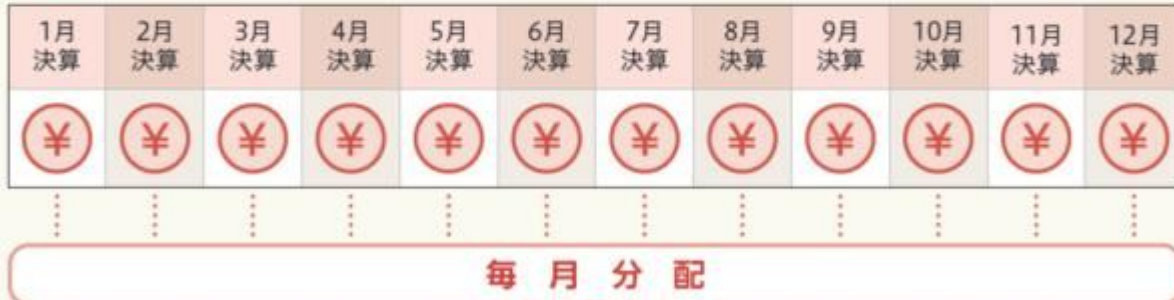 1月 2月 3月 4月 5月 6月 7月 8月 9月 10月 11月 12月
決算 決算 決算 決算 決算 決算 決算 決算 決算 決算 決算 決算
¥ ¥ ¥ ¥ ¥ ¥ ¥ ¥ ¥ ¥ ¥ ¥
毎月分配